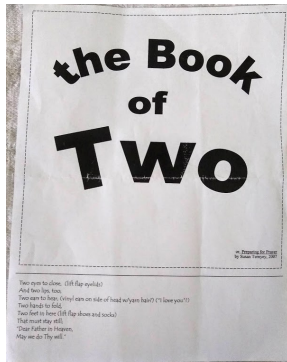 the Book
of
Two
re. Preparing for Prayer
by Susan Tenney, 2007
Two eyes to close, (lift flap eyelids)
And two lips, too,
Two ears to hear, (vinyl ears on side of head w/yarn hair?) ("I love you"!)
Two hands to fold,
Two feet in here (lift flap shoes and socks)
That must stay still;
"Dear Father in Heaven,
May we do Thy will."